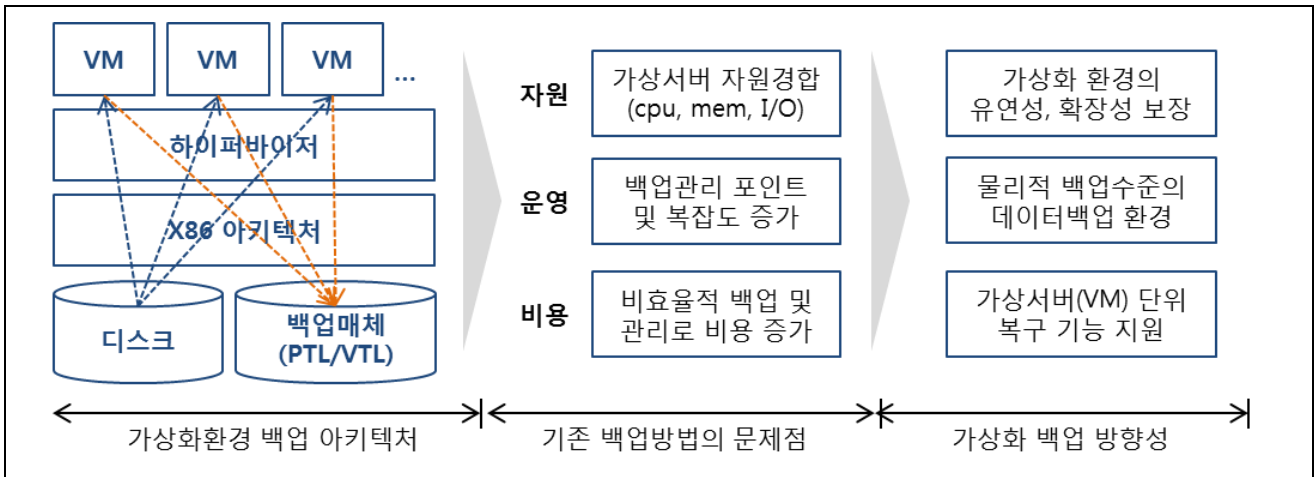 VM
VM
VM
...
하이퍼바이저
X86 아키텍처
디스크
백업매체
(PTL/VTL)
가상화환경 백업 아키텍처
자원
가상서버 자원경합
(cpu, mem, I/O)
운영
백업관리 포인트
및 복잡도 증가
비용
비효율적 백업 및
관리로 비용 증가
기존 백업방법의 문제점
가상화 환경의
유연성, 확장성 보장
물리적 백업수준의
데이터백업 환경
가상서버(VM) 단위
복구 기능 지원
가상화 백업 방향성